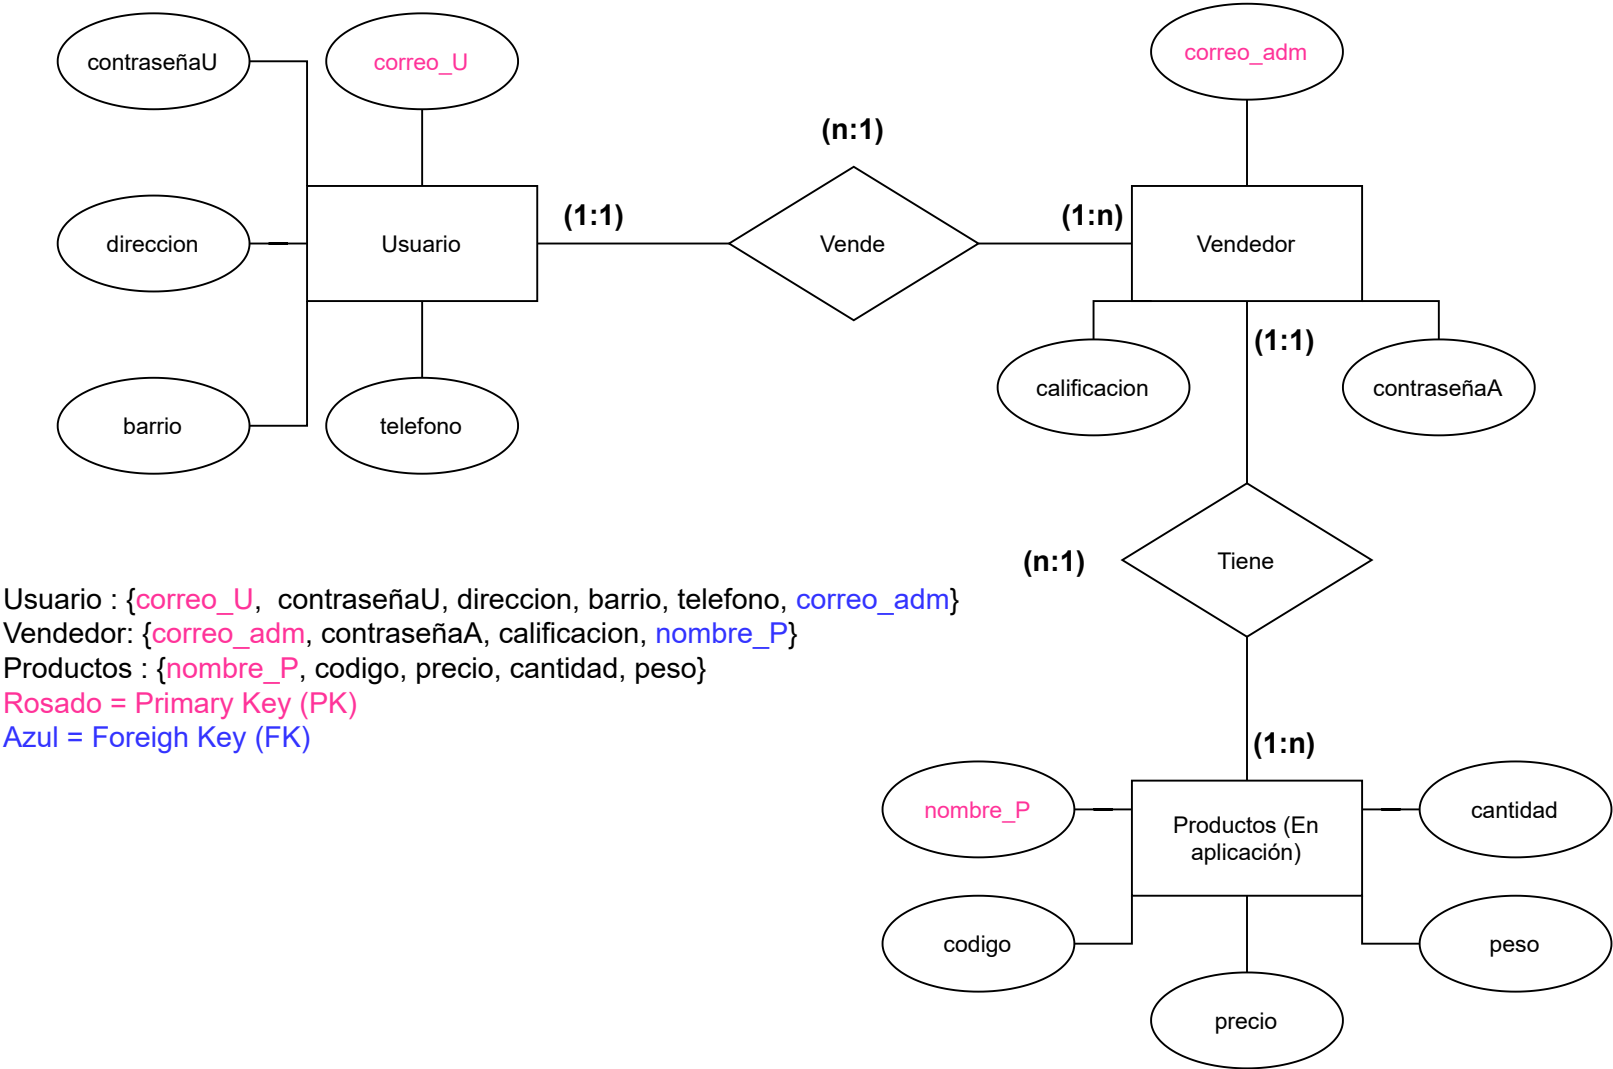 contraseñaU
correo_U
correo_adm
(n:1)
(1:1)
(1:n)
direccion
Usuario
Vende
Vendedor
(1:1)
barrio
telefono
calificacion
contraseñaA
(n:1)
Tiene
Usuario : {correo_U, contraseñaU, direccion, barrio, telefono, correo_adm}
Vendedor: {correo_adm, contraseñaA, calificacion, nombre_P}
Productos : {nombre_P, codigo, precio, cantidad, peso}
Rosado = Primary Key (PK)
Azul = Foreigh Key (FK)
(1:n)
nombre_P
Productos (En
aplicación)
cantidad
codigo
peso
precio